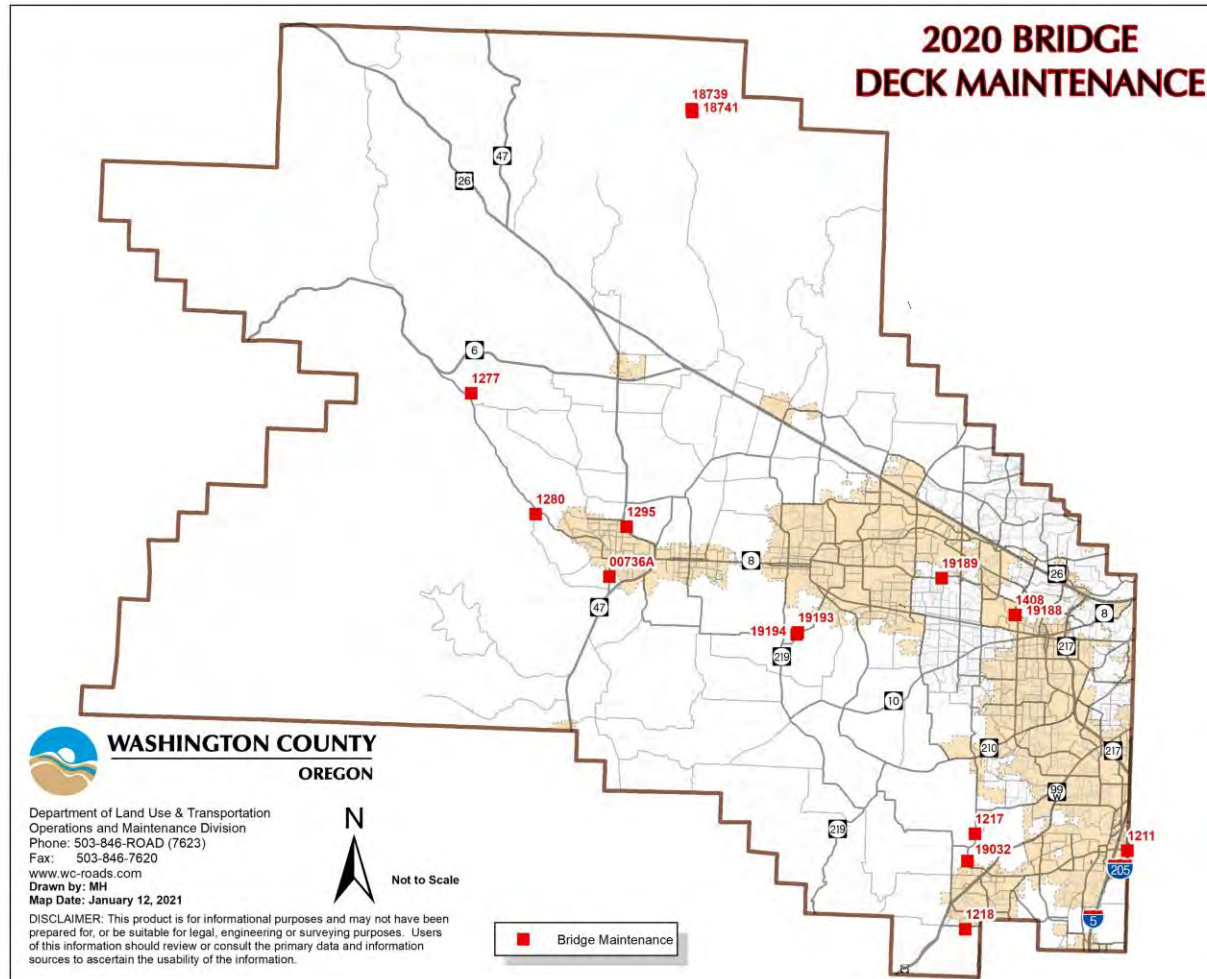 2020 BRIDGE
DECK MAINTENANCE
18739
18741
47
26
6
1277
1280
1295
00736A
8
47
19189
26
1408
19188
8
19193
19194
219
217
10
210
217
99
W
219
1217
19032
1211
205
1218
5
WASHINGTON COUNTY
OREGON
Department of Land Use & Transportation
Operations and Maintenance Division
Phone: 503-846-ROAD (7623)
Fax: 503-846-7620
www.wc-roads.com
Drawn by: MH
Map Date: January 12, 2021
N
Not to Scale
DISCLAIMER: This product is for informational purposes and may not have been
prepared for, or be suitable for legal, engineering or surveying purposes. Users
of this information should review or consult the primary data and information
sources to ascertain the usability of the information.
Bridge Maintenance